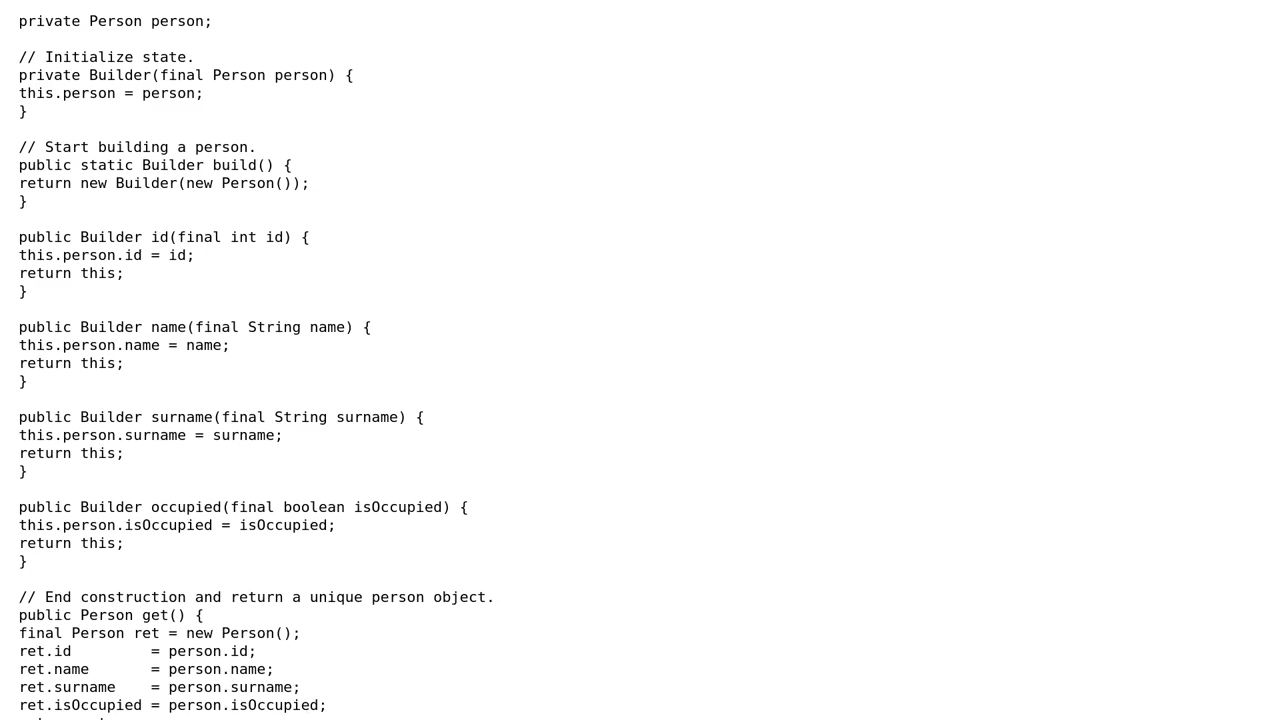 private Person person;

// Initialize state.
private Builder(final Person person) {
this.person = person;
}

// Start building a person.
public static Builder build() {
return new Builder(new Person());
}

public Builder id(final int id) {
this.person.id = id;
return this;
}

public Builder name(final String name) {
this.person.name = name;
return this;
}

public Builder surname(final String surname) {
this.person.surname = surname;
return this;
}

public Builder occupied(final boolean isOccupied) {
this.person.isOccupied = isOccupied;
return this;
}

// End construction and return a unique person object.
public Person get() {
final Person ret = new Person();
ret.id         = person.id;
ret.name       = person.name;
ret.surname    = person.surname;
ret.isOccupied = person.isOccupied;